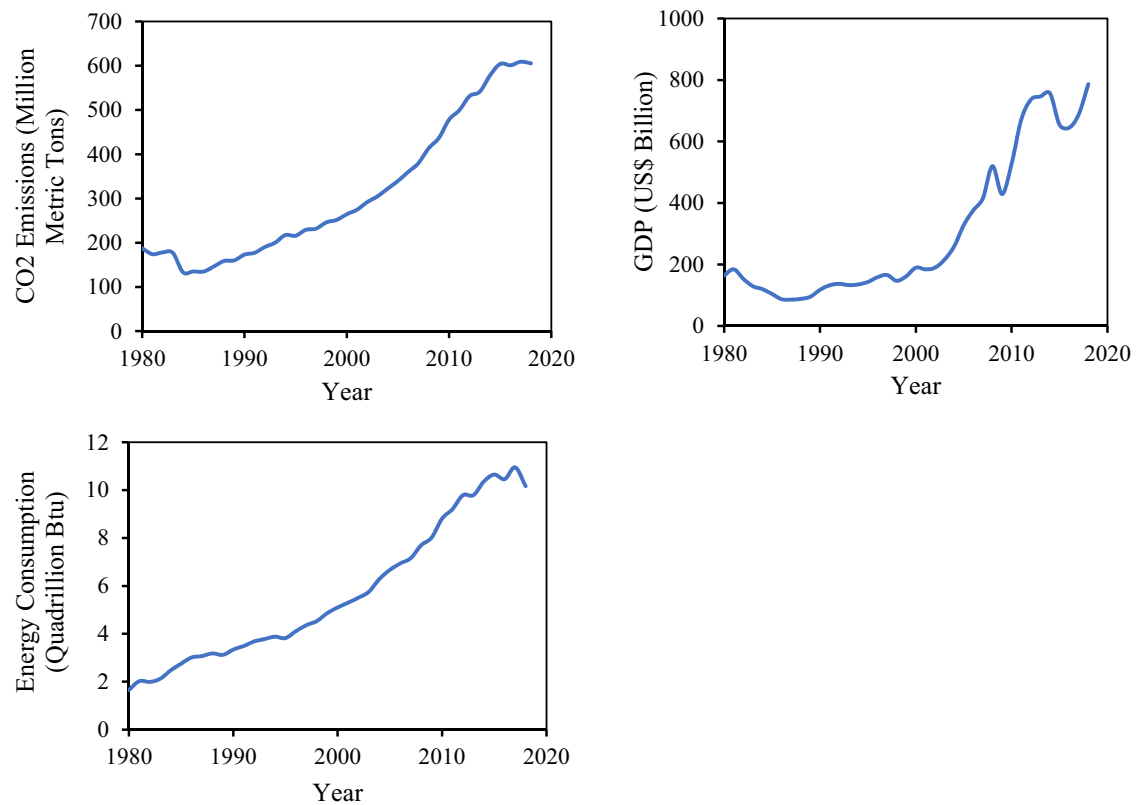 CO2 Emissions (Million
Metric Tons)
700
600
500
400
300
200
100
0
1980 1990 2000 2010 2020
Year
GDP (US$ Billion)
1000
800
600
400
200
0
1980 1990 2000 2010 2020
Year
Energy Consumption
(Quadrillion Btu)
12
10
8
6
4
2
0
1980 1990 2000 2010 2020
Year